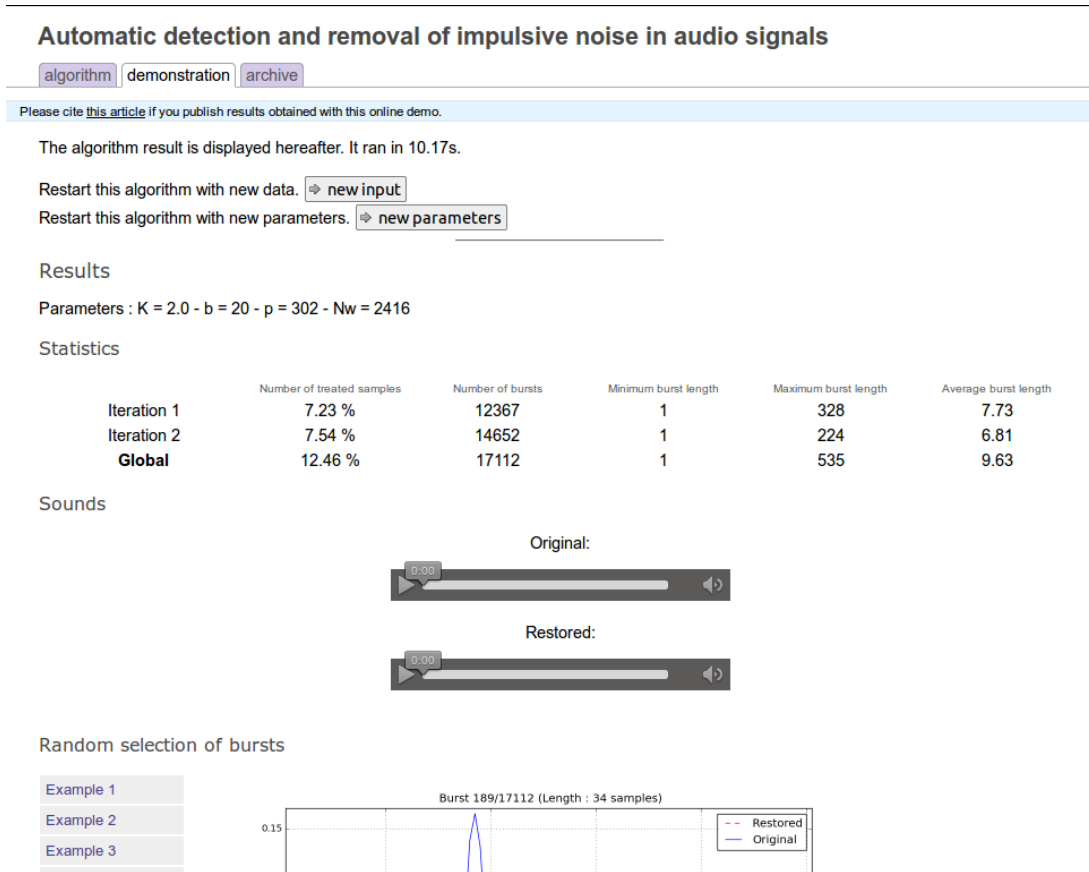 Automatic detection and removal of impulsive noise in audio signals
algorithm demonstration archive
Please cite this article if you publish results obtained with this online demo.
The algorithm result is displayed hereafter. It ran in 10.17s.
Restart this algorithm with new data. new input
Restart this algorithm with new parameters. new parameters
Results
Parameters : K = 2.0 - b = 20 - p = 302 - Nw = 2416
Statistics
Number of treated samples Number of bursts Minimum burst length Maximum burst length Average burst length
Iteration 1 7.23 % 12367 1 328 7.73
Iteration 2 7.54 % 14652 1 224 6.81
Global 12.46 % 17112 1 535 9.63
Sounds
Original:
0:00
Restored:
0:00
Random selection of bursts
Example 1
Example 2
Example 3
Burst 189/17112 (Length : 34 samples)
0.15
Restored
Original